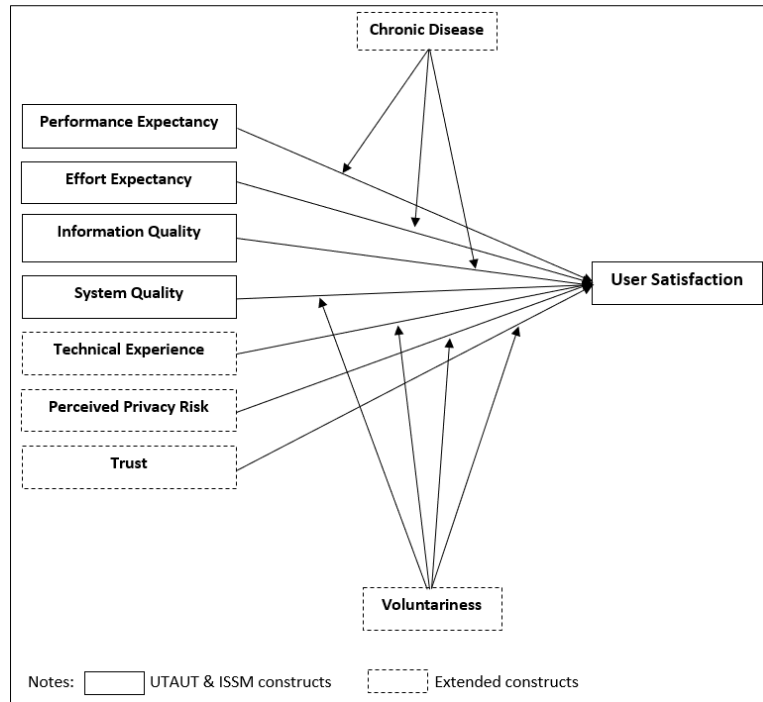 Chronic Disease
Performance Expectancy
Effort Expectancy
Information Quality
System Quality
User Satisfaction
Technical Experience
Perceived Privacy Risk
Trust
Voluntariness
Notes: UTAUT & ISSM constructs Extended constructs